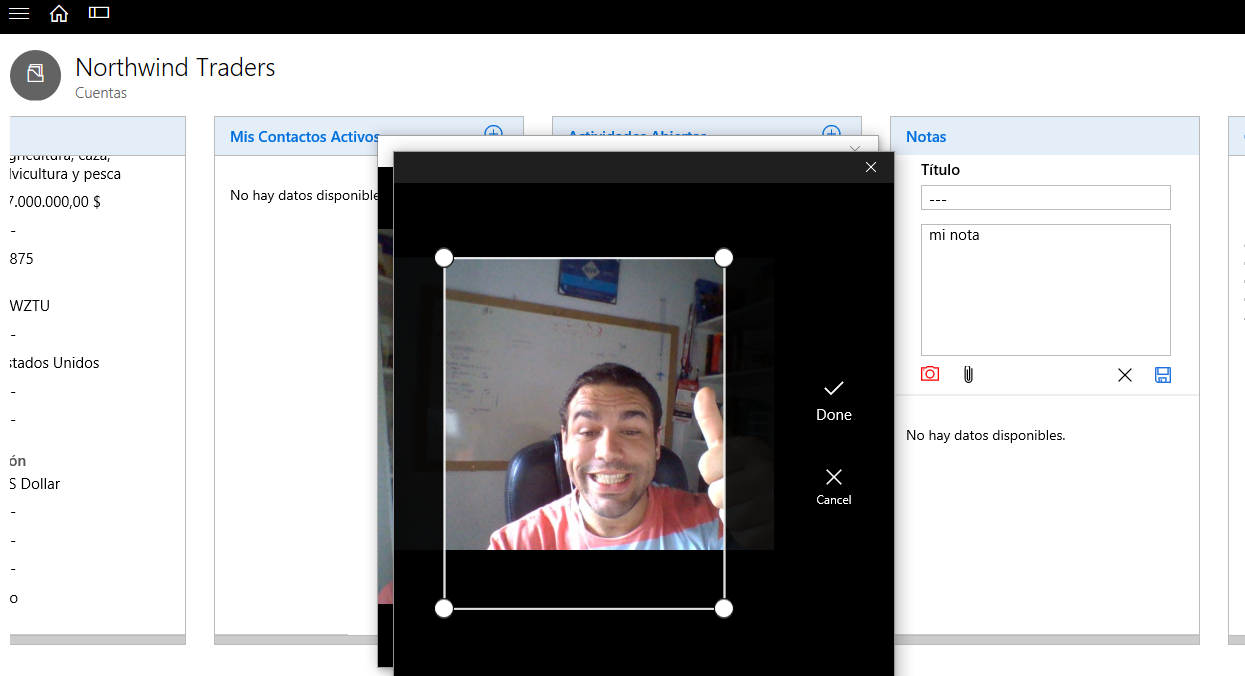 Northwind Traders
Cuentas
gricultura, caza,
lvicultura y pesca
7.000.000,00 $
--
875
WZTU
--
stados Unidos
--
--
ón
S Dollar
--
--
--
o
Mis Contactos Activos
No hay datos disponible
Actividades Abiertas
Done
Cancel
Notas
Título
---
mi nota
No hay datos disponibles.